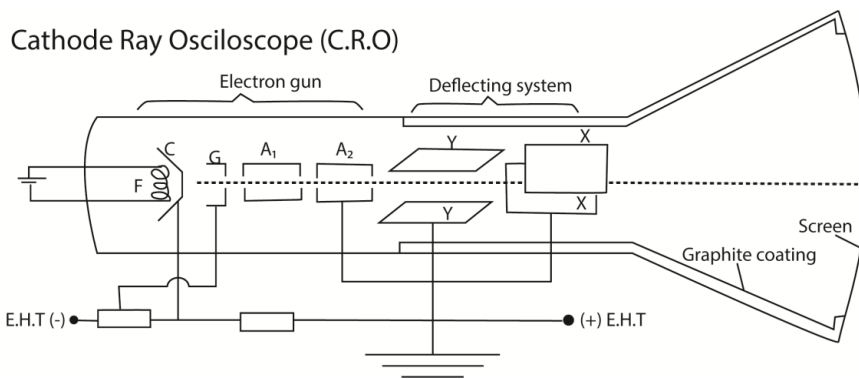 Cathode Ray Osciloscope (C.R.O)
Electron gun
Deflecting system
C
G
A₁
A₂
Y
X
F
Y
X
Screen
Graphite coating
E.H.T (-)
(+) E.H.T